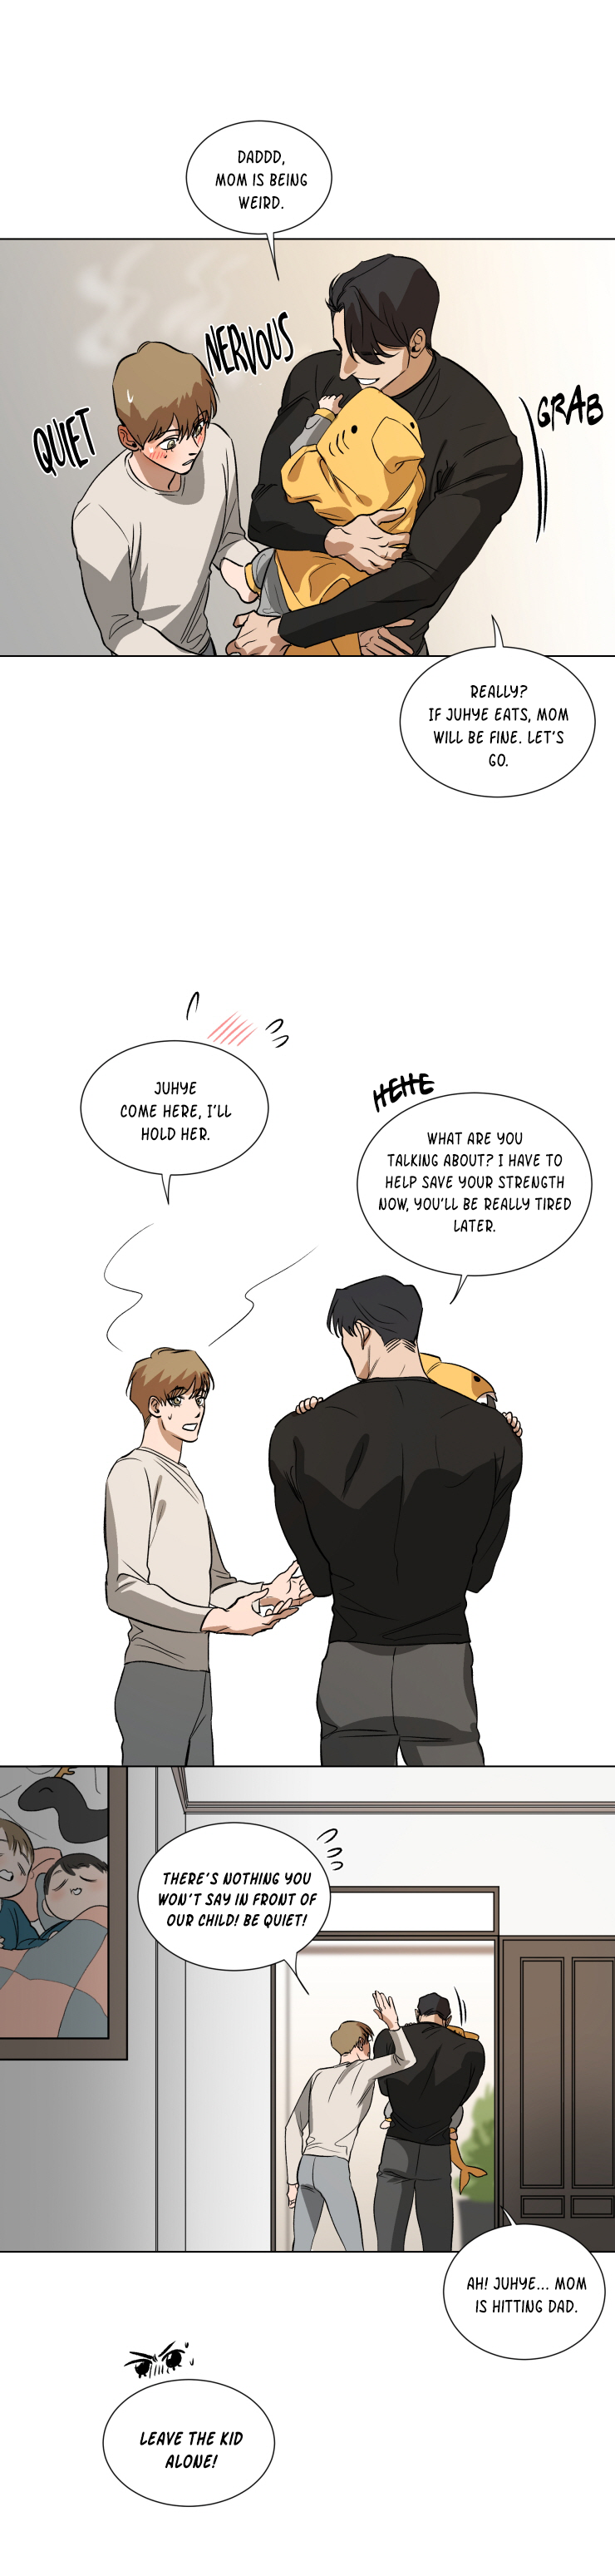 DADDD,
MOM IS BEING
WEIRD.
NERVOUS
QUIET
GRAB
REALLY?
IF JUHYE EATS, MOM
WILL BE FINE. LET'S
GO.
JUHYE
COME HERE, I'LL
HOLD HER.
HEHE
WHAT ARE YOU
TALKING ABOUT? I HAVE TO
HELP SAVE YOUR STRENGTH
NOW, YOU'LL BE REALLY TIRED
LATER.
THERE'S NOTHING YOU
WON'T SAY IN FRONT OF
OUR CHILD! BE QUIET!
AH! JUHYE... MOM
IS HITTING DAD.
LEAVE THE KID
ALONE!